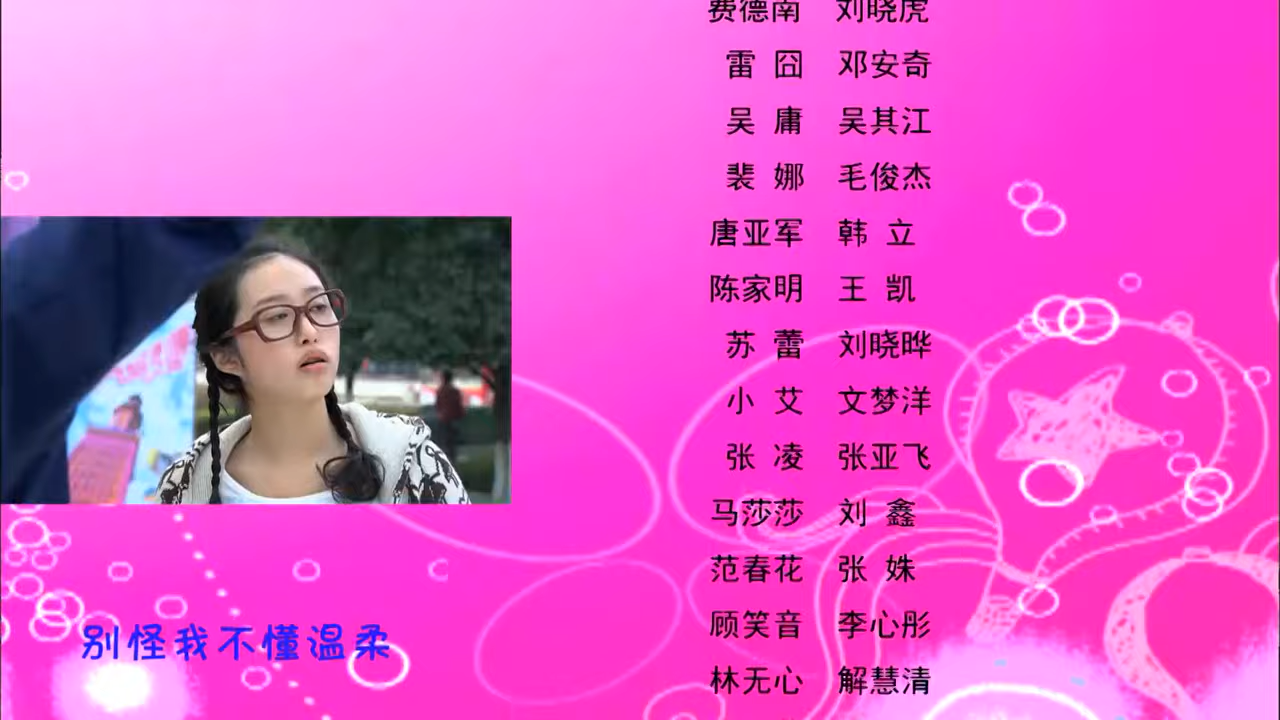 费德南 刘晓虎
雷囧 邓安奇
吴庸 吴其江
裴娜 毛俊杰
唐亚军 韩立
陈家明 王凯
苏蕾 刘晓晔
小艾 文梦洋
张凌 张亚飞
马莎莎 刘鑫
范春花 张姝
顾笑音 李心彤
林无心 解慧清
别怪我不懂温柔